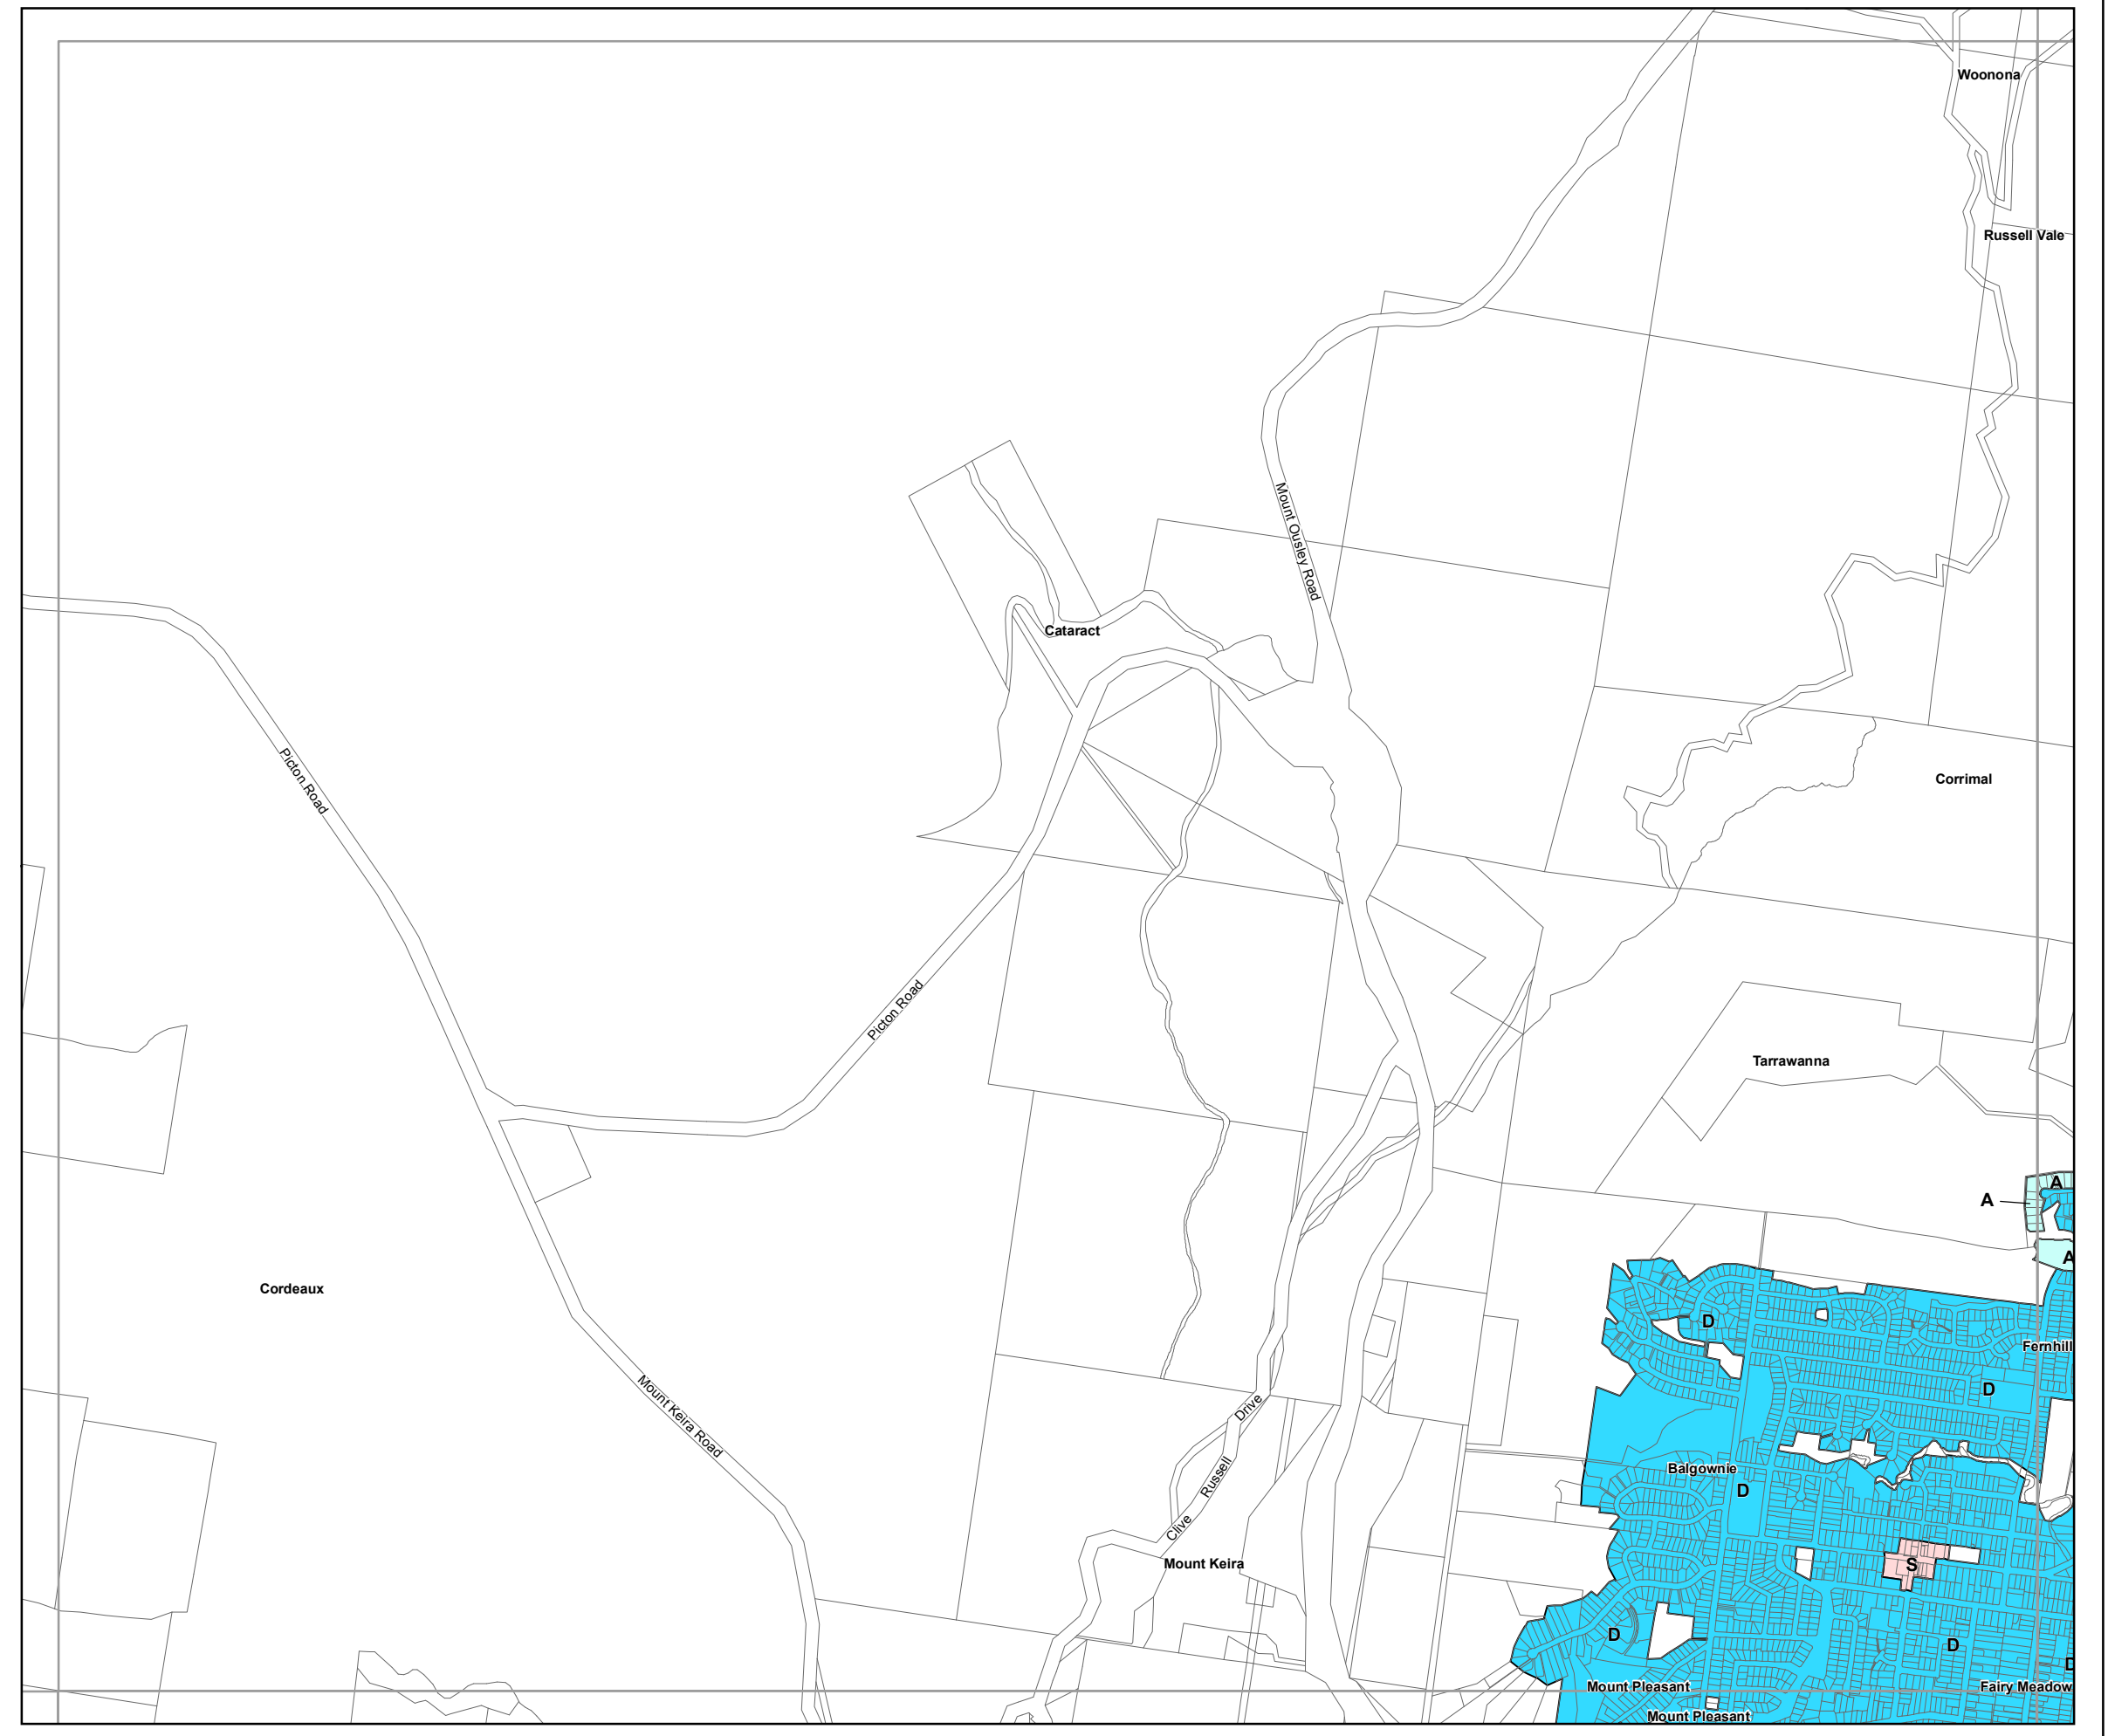 Woonona
Russell Vale
Mount Ousley Road
Cataract
Picton Road
Corrimal
Picton Road
Tarrawanna
A
A
A
Cordeaux
D
Fernhill
D
Mount Keira Road
Drive
Russell
Clive
Balgownie
D
Mount Keira
S
D
D
D
Mount Pleasant
Fairy Meadow
Mount Pleasant